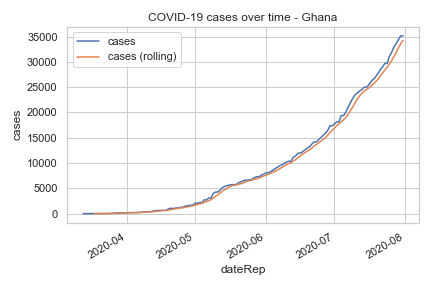 COVID-19 cases over time - Ghana
cases
cases (rolling)
35000
30000
25000
20000
15000
10000
5000
0
cases
2020-04
2020-05
2020-06
2020-07
2020-08
dateRep